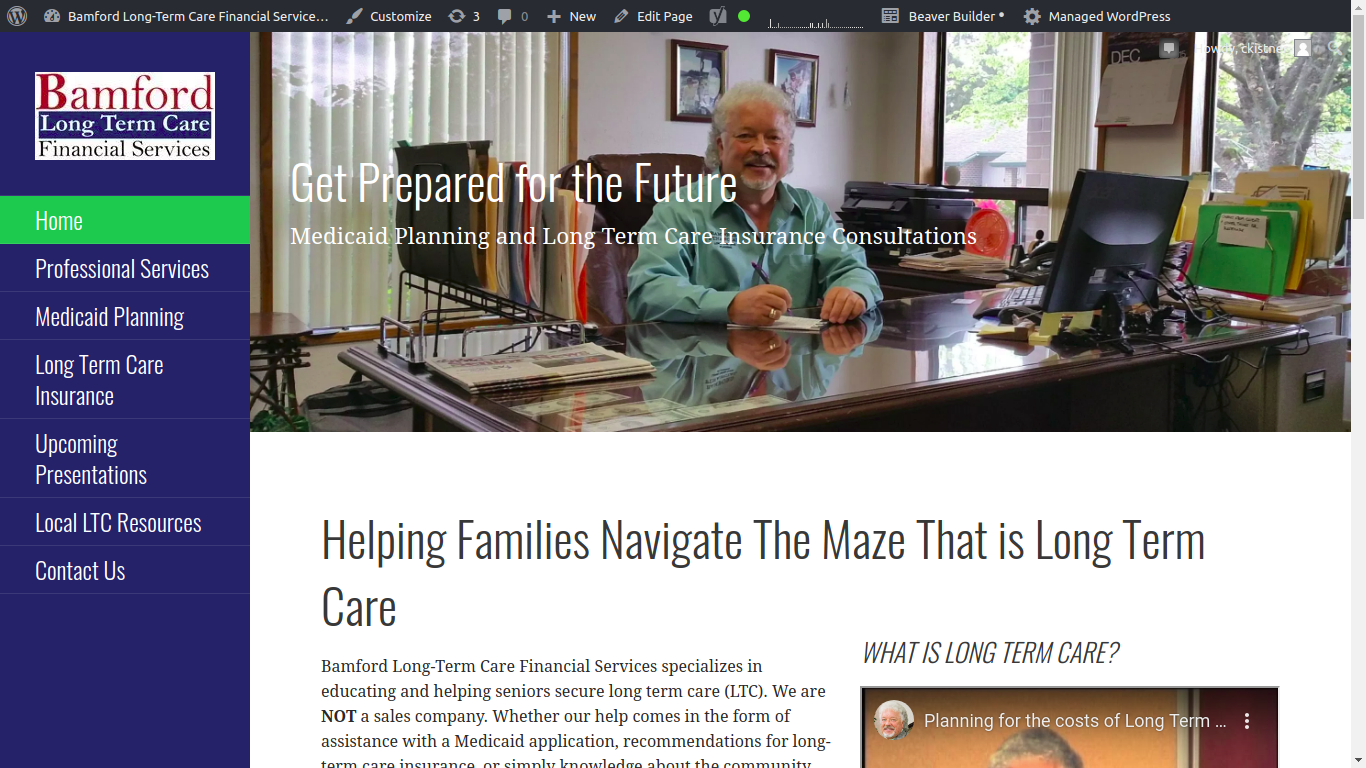 Bamford Long-Term Care Financial Service…
Customize
3
0
New
Edit Page
Beaver Builder
Managed WordPress
Howdy, ckistne
Bamford
Long Term Care
Financial Services
Home
Professional Services
Medicaid Planning
Long Term Care
Insurance
Upcoming
Presentations
Local LTC Resources
Contact Us
DEC
Get Prepared for the Future
Medicaid Planning and Long Term Care Insurance Consultations
Helping Families Navigate The Maze That is Long Term
Care
Bamford Long-Term Care Financial Services specializes in
educating and helping seniors secure long term care (LTC). We are
NOT a sales company. Whether our help comes in the form of
assistance with a Medicaid application, recommendations for long-
term care insurance, or simply knowledge about the community
WHAT IS LONG TERM CARE?
Planning for the costs of Long Term ...